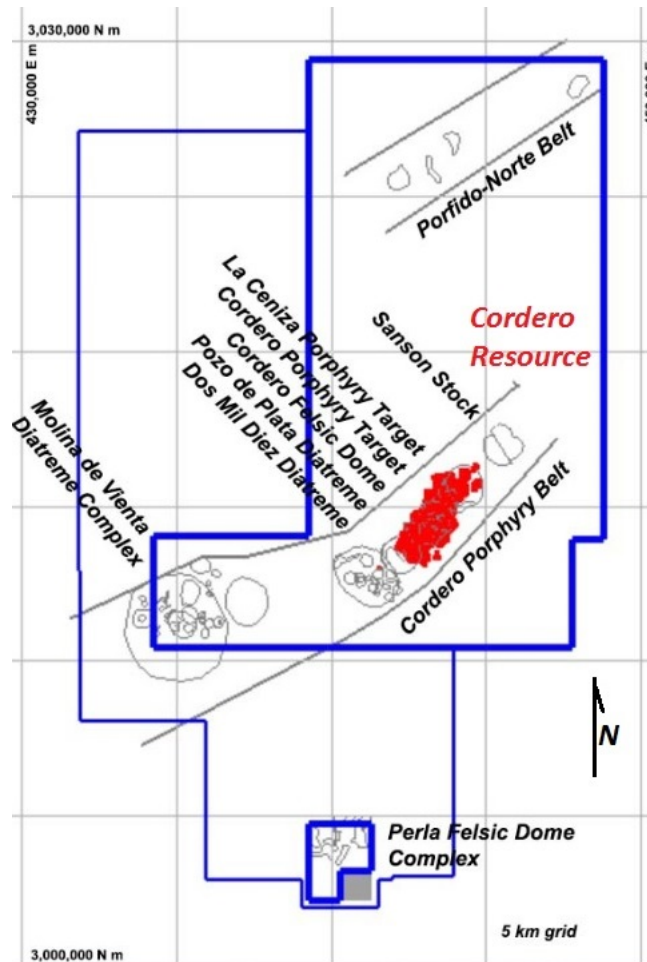 3,030,000 N m
430,000 E m
Porfido-Norte Belt
La Ceniza Porphyry Target
Cordero Porphyry Target
Cordero Felsic Dome
Pozo de Plata Diatreme
Dos Mil Diez Diatreme
Sanson Stock
Cordero
Resource
Molina de Vienta
Diatreme Complex
Cordero Porphyry Belt
N
Perla Felsic Dome
Complex
5 km grid
3,000,000 N m